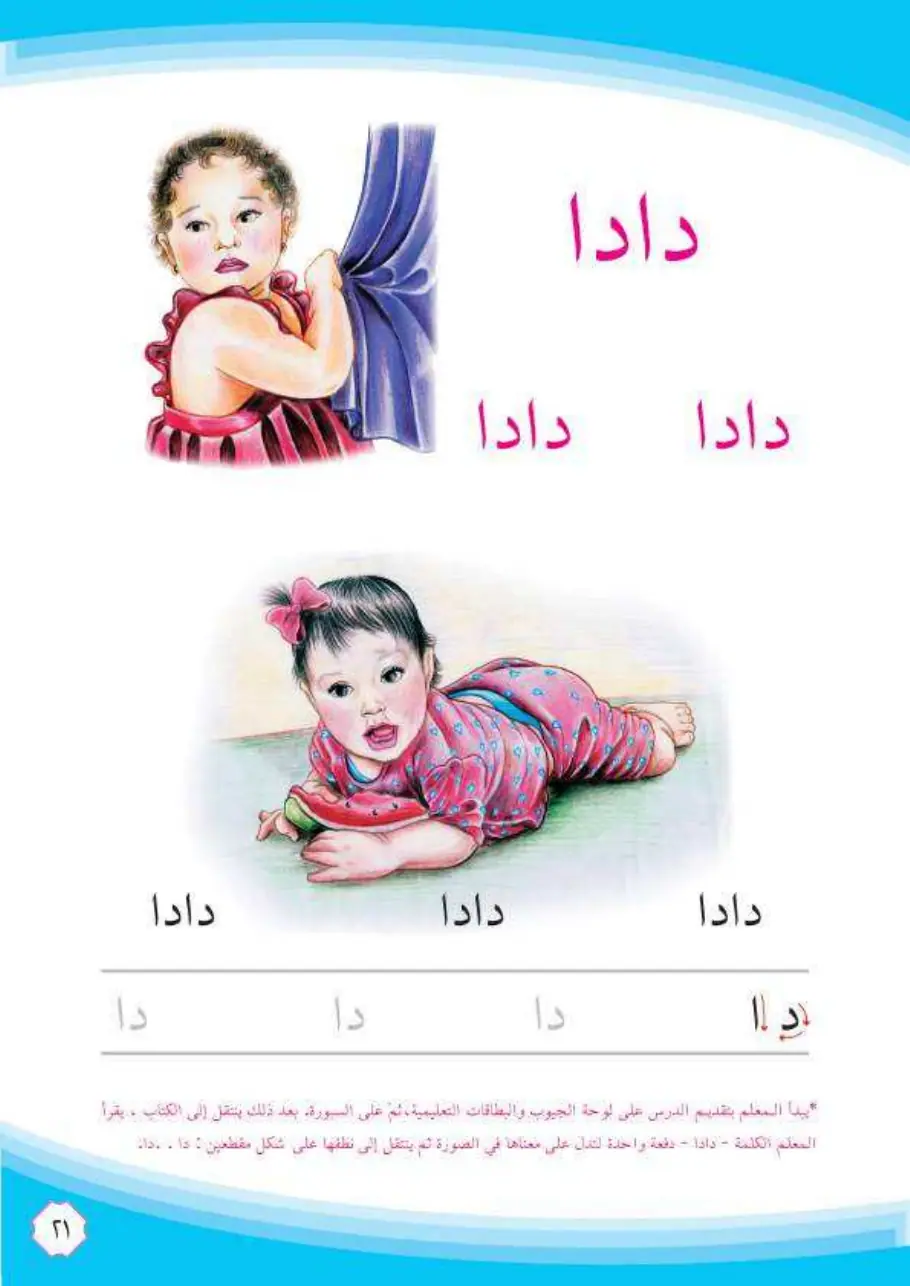 دادا
دادا دادا
دادا دادا دادا
دا دا دا دا
*يبدأ المعلم بتقديم الدرس على لوحة الجيوب والبطاقات التعليمية،ثمّ على السبورة. بعد ذلك ينتقل إلى الكتاب ، يقرأ
المعلم الكلمة - دادا - دفعة واحدة لتدل على معناها في الصورة ثم ينتقل إلى نطقها على شكل مقطعين : دا . .دا.
٢١